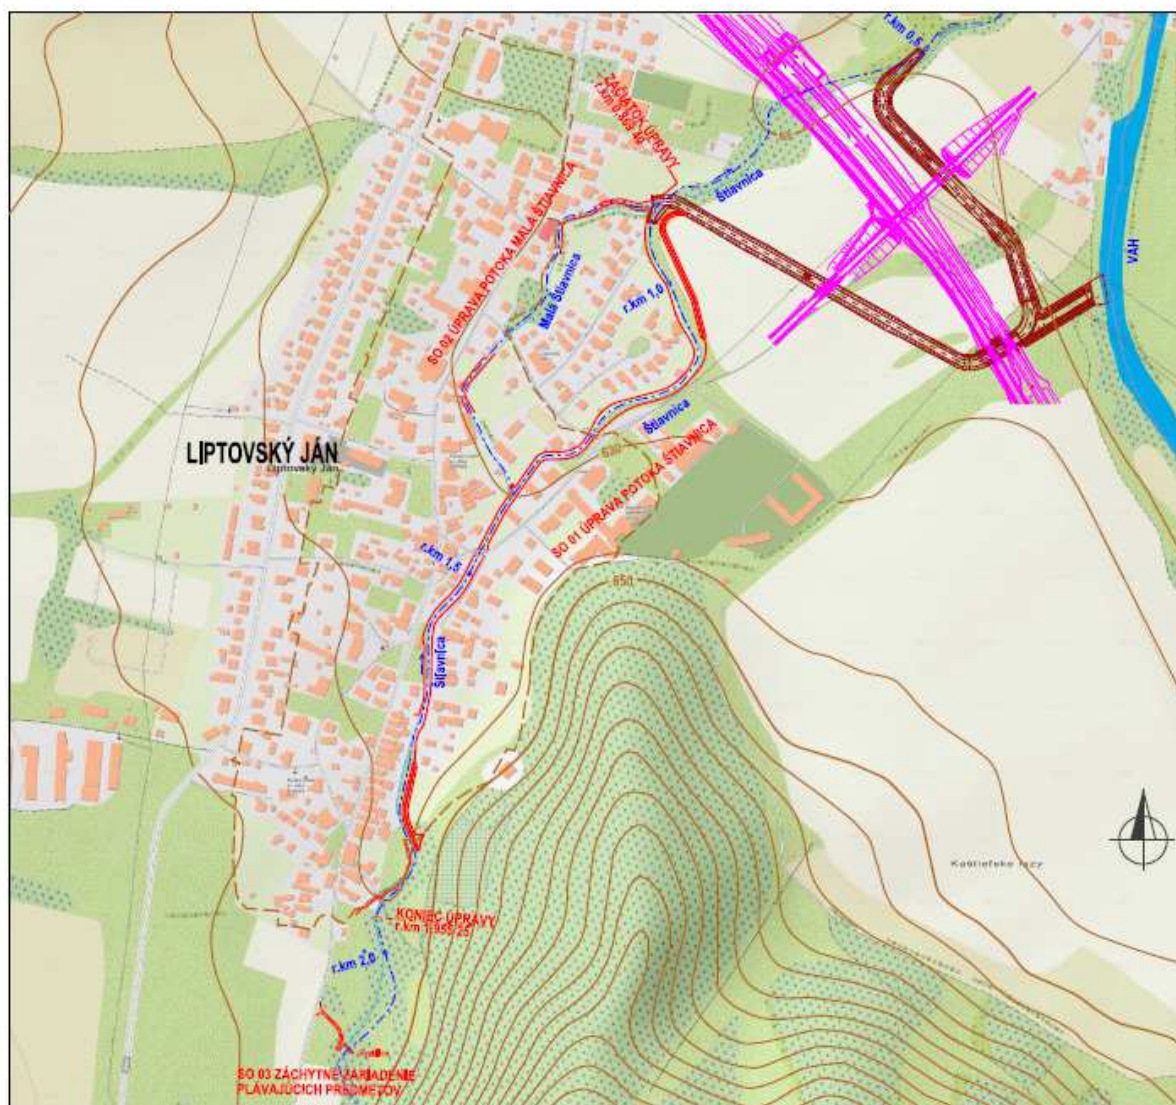 r.km 0,5
ZAČIATOK ÚPRAVY
Štiavnica
VÁH
SO 02 ÚPRAVA POTOKA MALÁ ŠTIAVNICA
Malá Štiavnica
r.km 1,0
Štiavnica
LIPTOVSKÝ JÁN
Liptovský Ján
SO 01 ÚPRAVA POTOKA ŠTIAVNICA
r.km 1,5
650
Štiavnica
KONIEC ÚPRAVY
r.km 2,0
SO 03 ZÁCHYTNÉ ZARIADENIE
PLÁVAJÚCICH PREDMETOV